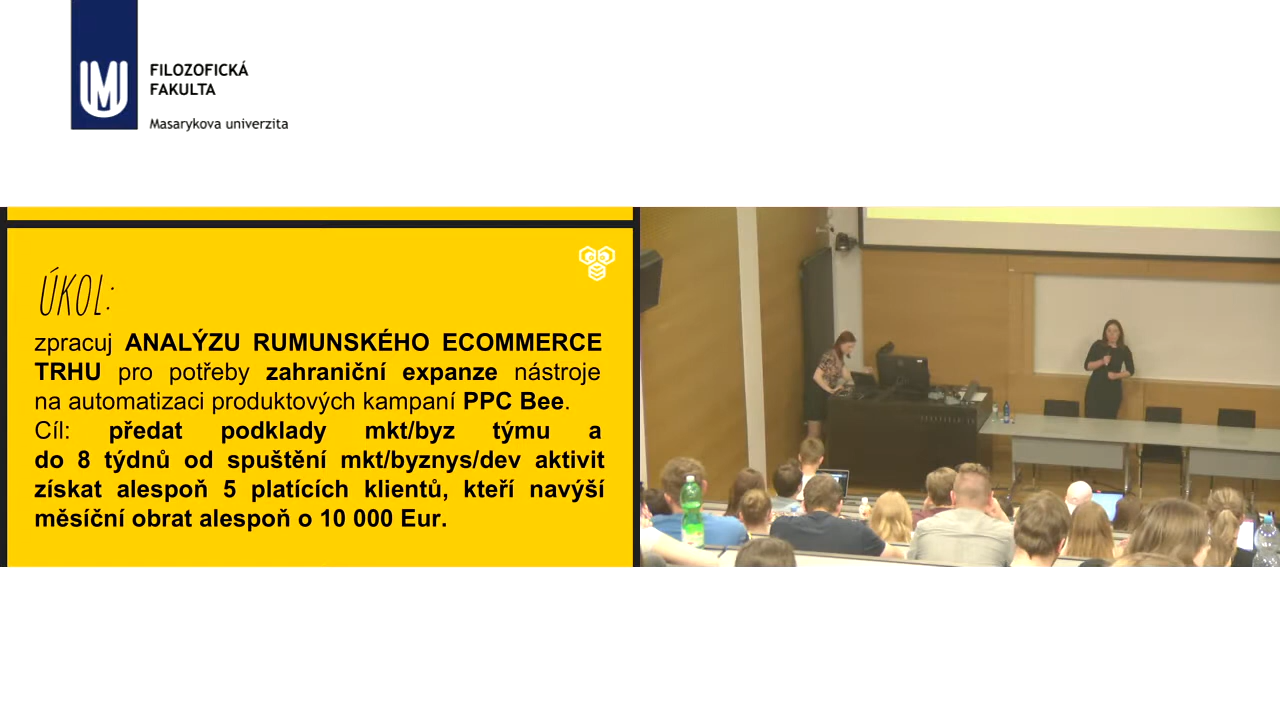 FILOZOFICKÁ
FAKULTA
Masarykova univerzita
ÚKOL:
zpracuj ANALÝZU RUMUNSKÉHO ECOMMERCE
TRHU pro potřeby zahraniční expanze nástroje
na automatizaci produktových kampaní PPC Bee.
Cíl: předat podklady mkt/byz týmu a
do 8 týdnů od spuštění mkt/byznys/dev aktivit
získat alespoň 5 platících klientů, kteří navýší
měsíční obrat alespoň o 10 000 Eur.